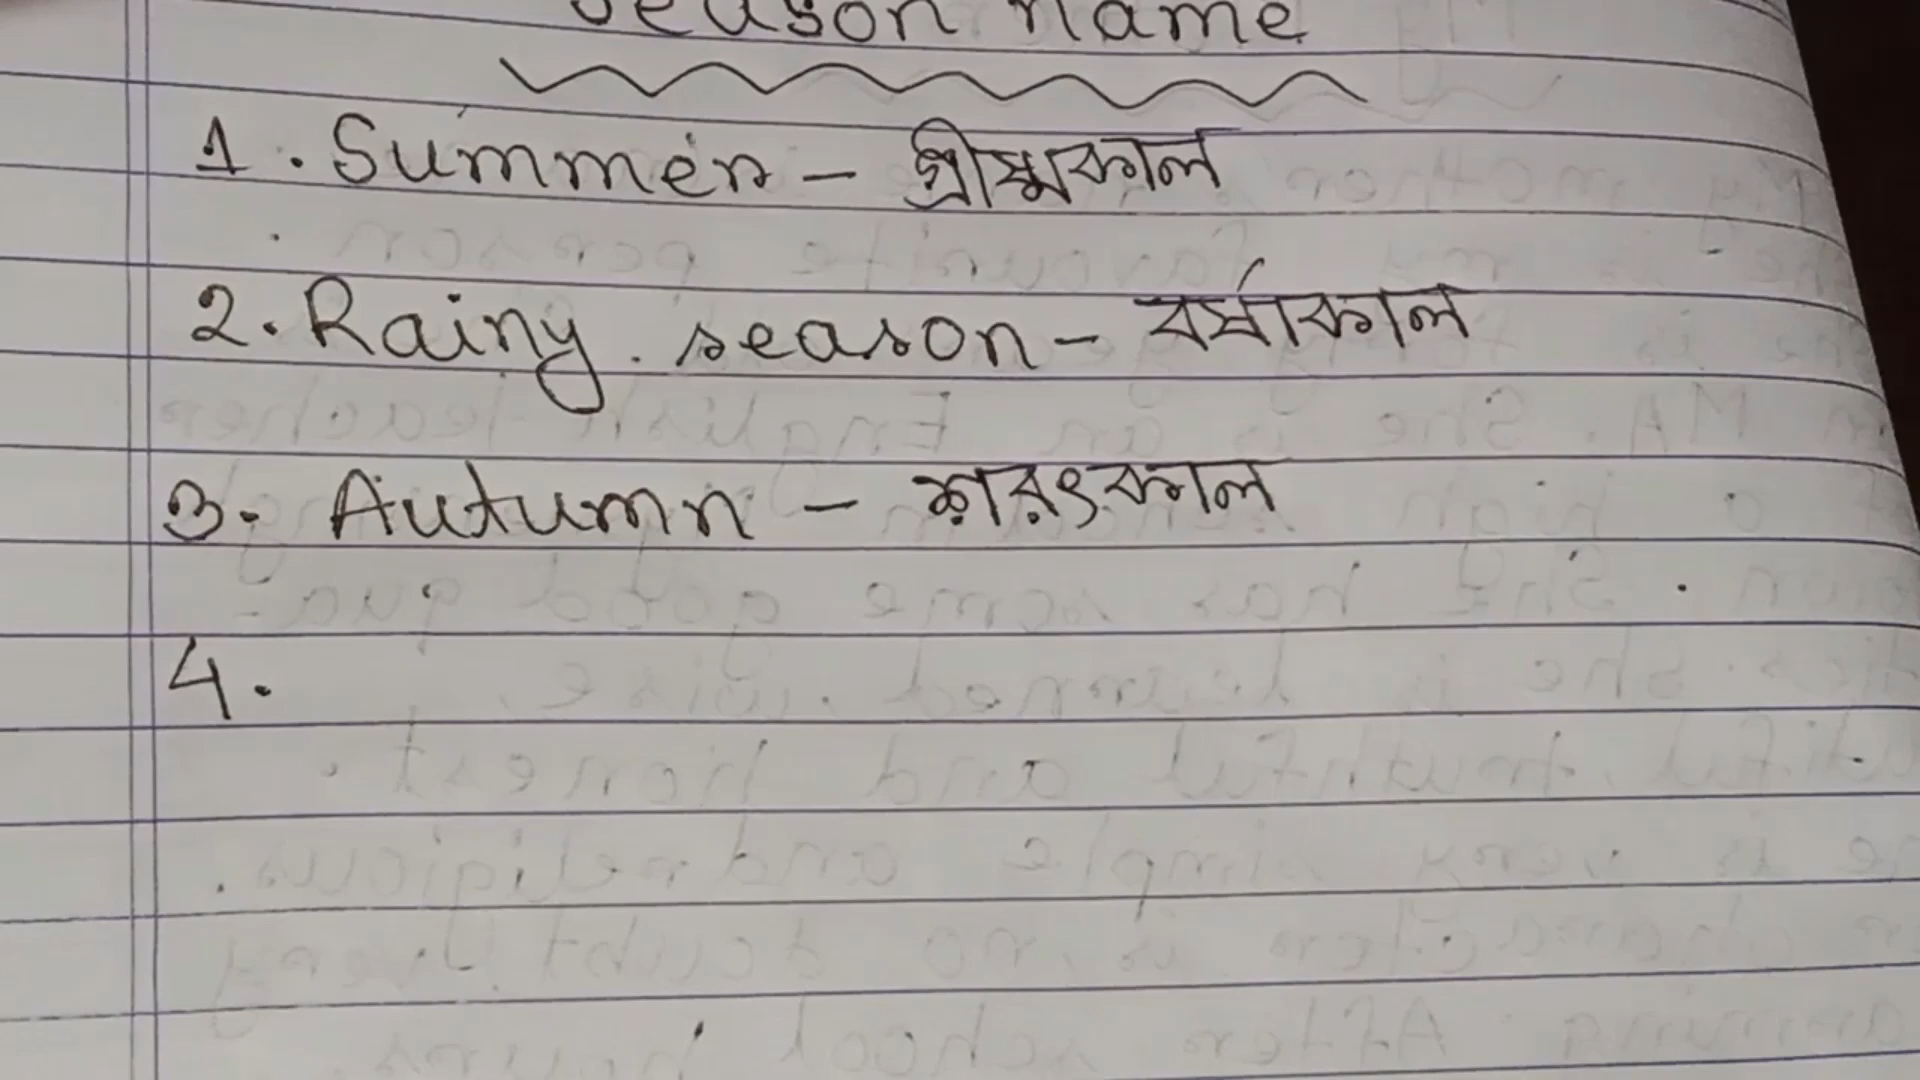 Season name
1. Summer - গ্রীষ্মকাল
2. Rainy season - বর্ষাকাল
3. Autumn - শরৎকাল
4.